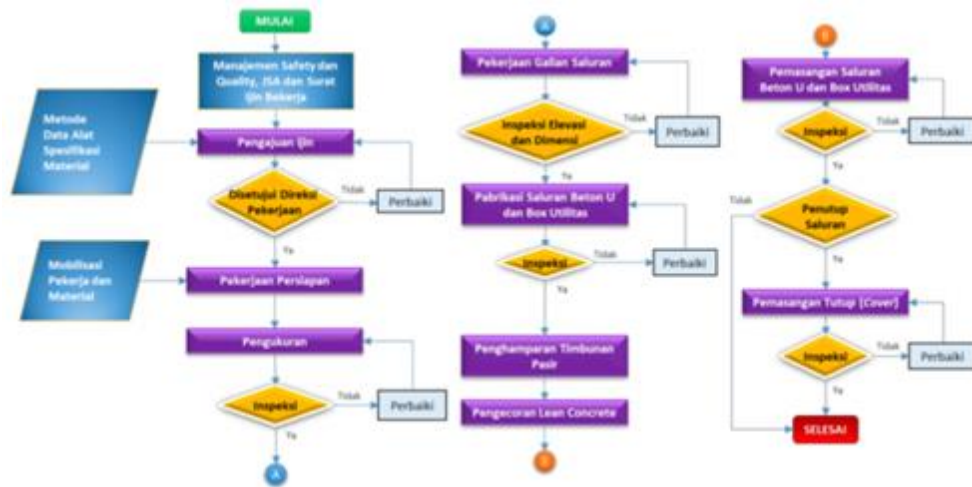 MULAI
Manajemen Safety dan
Quality, JSA dan Surat
Ijin Bekerja
Metode
Data Alat
Spesifikasi
Material
Pengajuan Ijin
Disetujui Direksi
Pekerjaan
Tidak
Perbaiki
Ya
Mobilisasi
Pekerja dan
Material
Pekerjaan Persiapan
Pengukuran
Inspeksi
Tidak
Perbaiki
Ya
A
A
Pekerjaan Galian Saluran
Inspeksi Elevasi
dan Dimensi
Tidak
Perbaiki
Ya
Pabrikasi Saluran Beton U
dan Box Utilitas
Inspeksi
Tidak
Perbaiki
Ya
Penghamparan Timbunan
Pasir
Pengecoran Lean Concrete
B
Pemasangan Saluran
Beton U dan Box Utilitas
Inspeksi
Tidak
Perbaiki
Ya
Tidak
Penutup
Saluran
Ya
Pemasangan Tutup (Cover)
Inspeksi
Tidak
Perbaiki
Ya
SELESAI